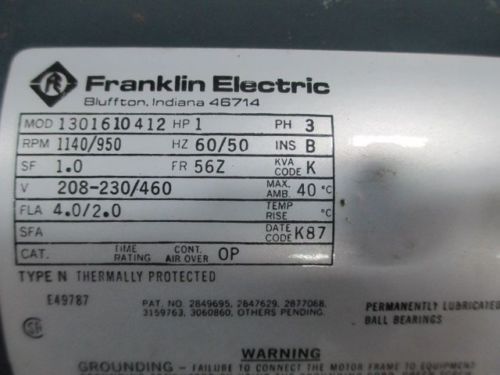 Franklin Electric
Bluffton, Indiana 46714
MOD 1301610412 HP 1 PH 3
RPM 1140/950 HZ 60/50 INS B
SF 1.0 FR 56Z KVA CODE K
V 208-230/460 MAX. AMB. 40 °C
FLA 4.0/2.0 TEMP RISE °C
SFA DATE CODE K87
CAT. TIME RATING CONT. AIR OVER OP
TYPE N THERMALLY PROTECTED
E49787
PAT. NO. 2849695, 2647629, 2877068,
3159763, 3060860, OTHERS PENDING.
PERMANENTLY LUBRICATED
BALL BEARINGS
WARNING
GROUNDING - FAILURE TO CONNECT THE MOTOR FRAME TO EQUIPMENT